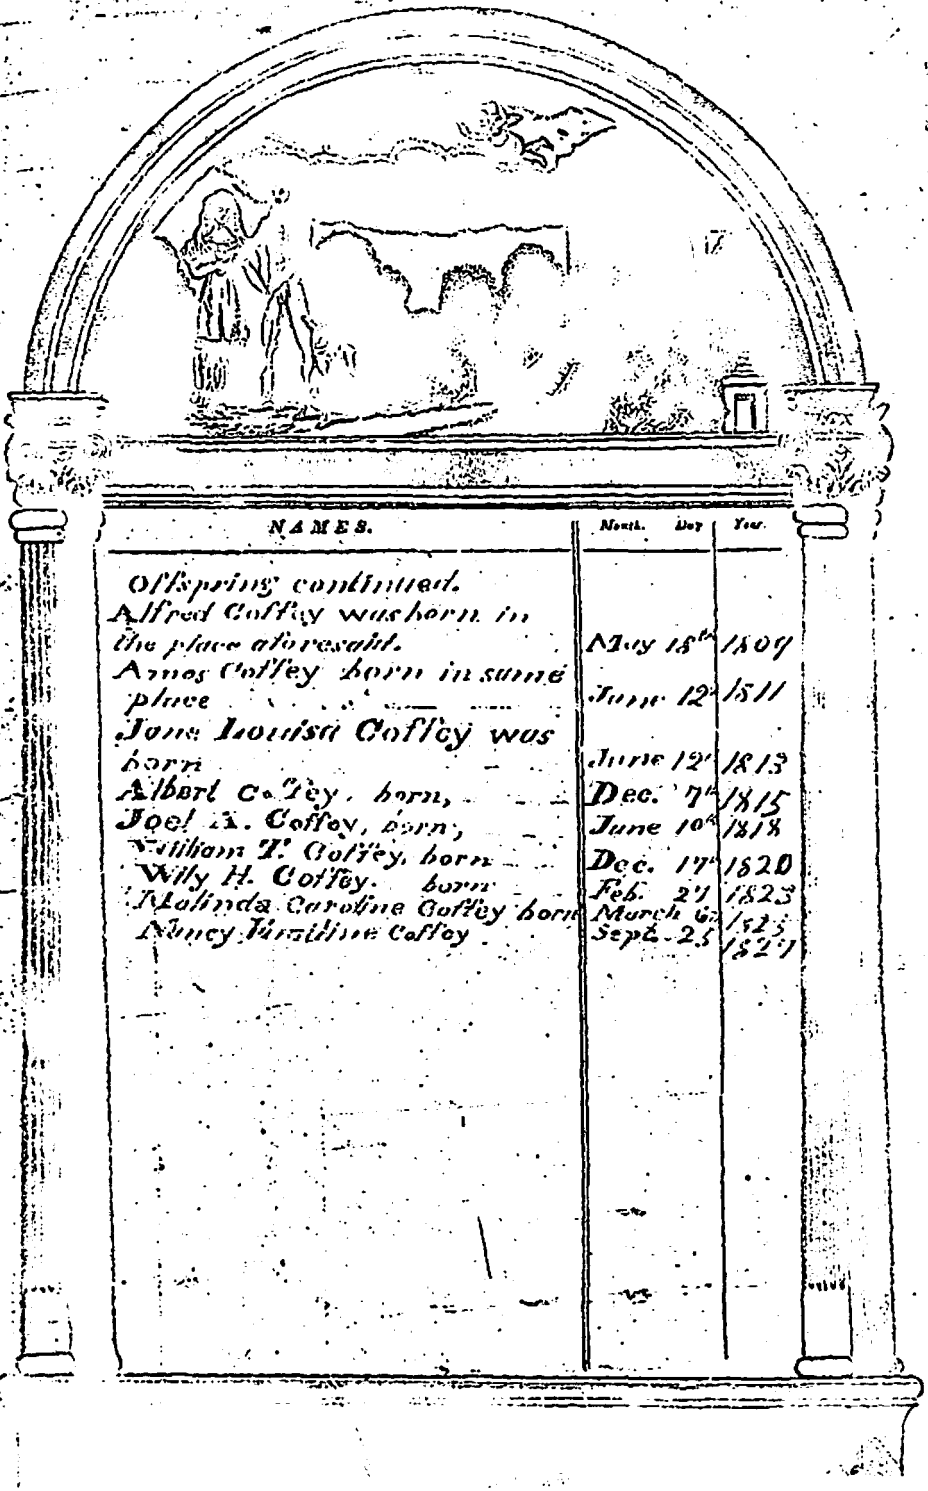 NAMES. Month. Day Year.
Offspring continued.
Alfred Coffey was born in
the place aforesaid. May 18th 1809
Amos Coffey born in same
place June 12th 1811
Jane Louisa Coffey was
born June 12th 1813
Albert Coffey, born, Dec. 7th 1815
Joel A. Coffey, born, June 10th 1818
William T. Coffey, born Dec. 17th 1820
Wily H. Coffey. born Feb. 27 1823
Malinda Caroline Coffey born March 1825
Nancy Coffey Sept. 25 1827